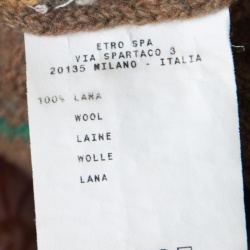 ETRO SPA
VIA SPARTACO 3
20135 MILANO - ITALIA
100% LANA
WOOL
LAINE
WOLLE
LANA